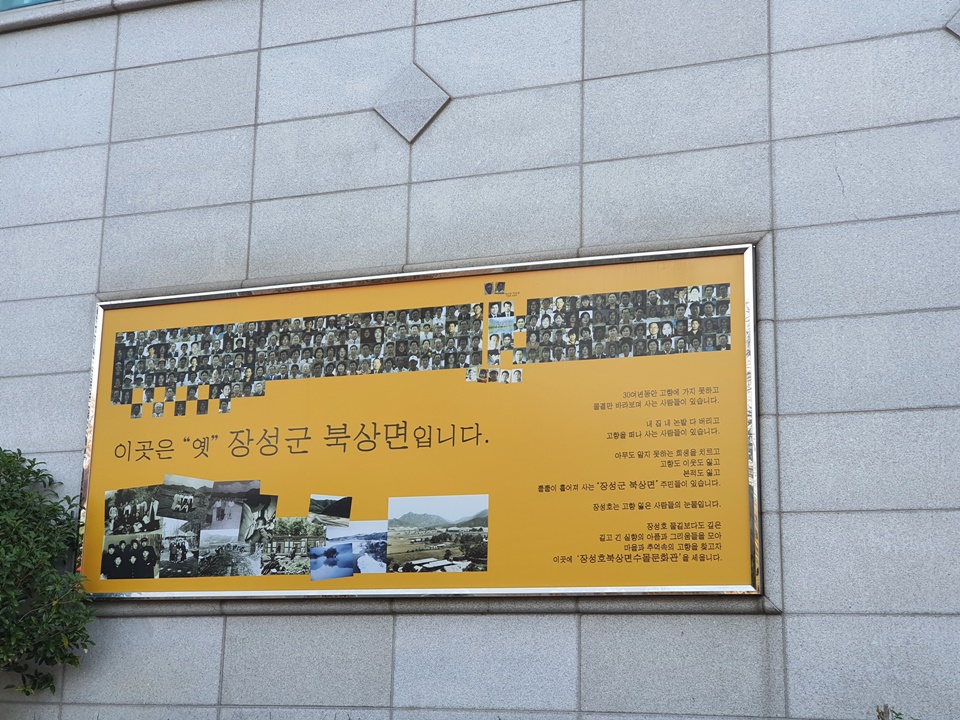 이곳은 “옛” 장성군 북상면입니다.
30여년동안 고향에 가지 못하고
물결만 바라보며 사는 사람들이 있습니다.
내 집 내 논밭 다 버리고
고향을 떠나 사는 사람들이 있습니다.
아무도 알지 못하는 희생을 치르고
고향도 이웃도 잃고
본적도 잃고
뿔뿔이 흩어져 사는 '장성군 북상면' 주민들이 있습니다.
장성호는 고향 잃은 사람들의 눈물입니다.
장성호 물길보다도 깊은
길고 긴 실향의 아픔과 그리움들을 모아
마을과 추억속의 고향을 찾고자
이곳에 '장성호북상면수몰문화관'을 세웁니다.